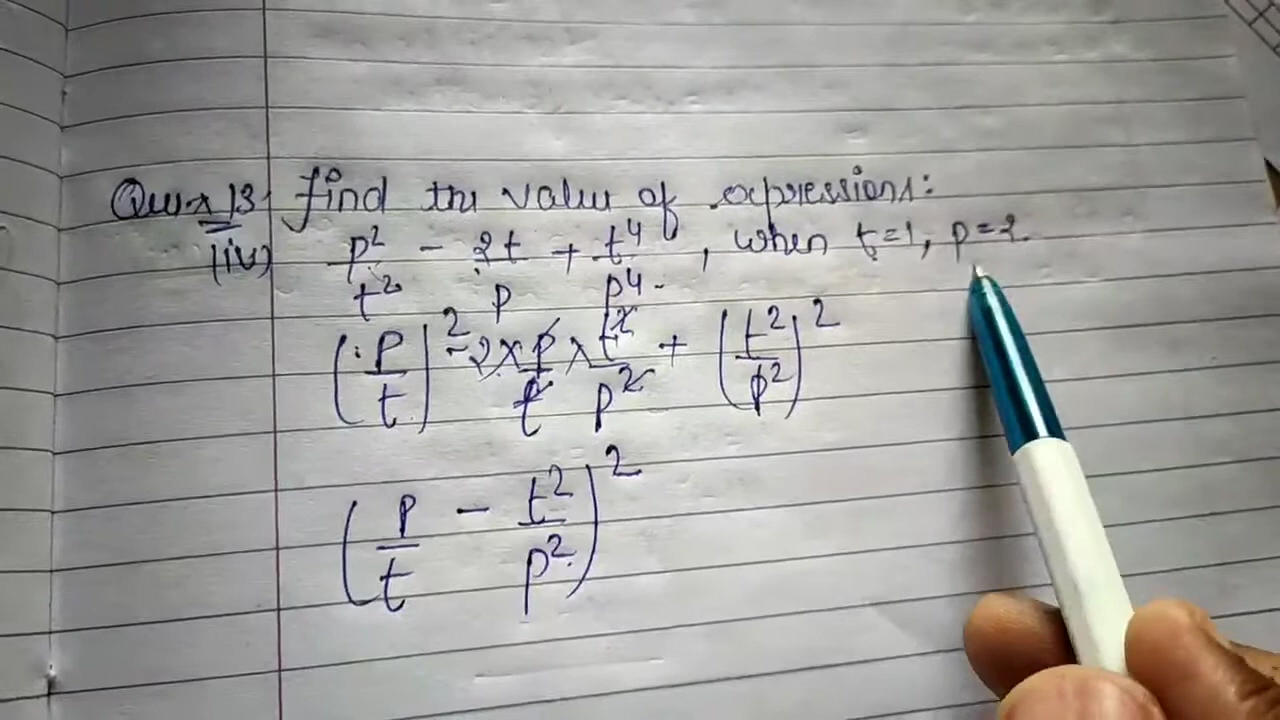 Ques 13. find the value of expressions:
(iv) p²/t² - 2t/p + t⁴/p⁴, when t=1, p=2.
(p/t)² - 2 × p/t × t²/p² + (t²/p²)²
(p/t - t²/p²)²